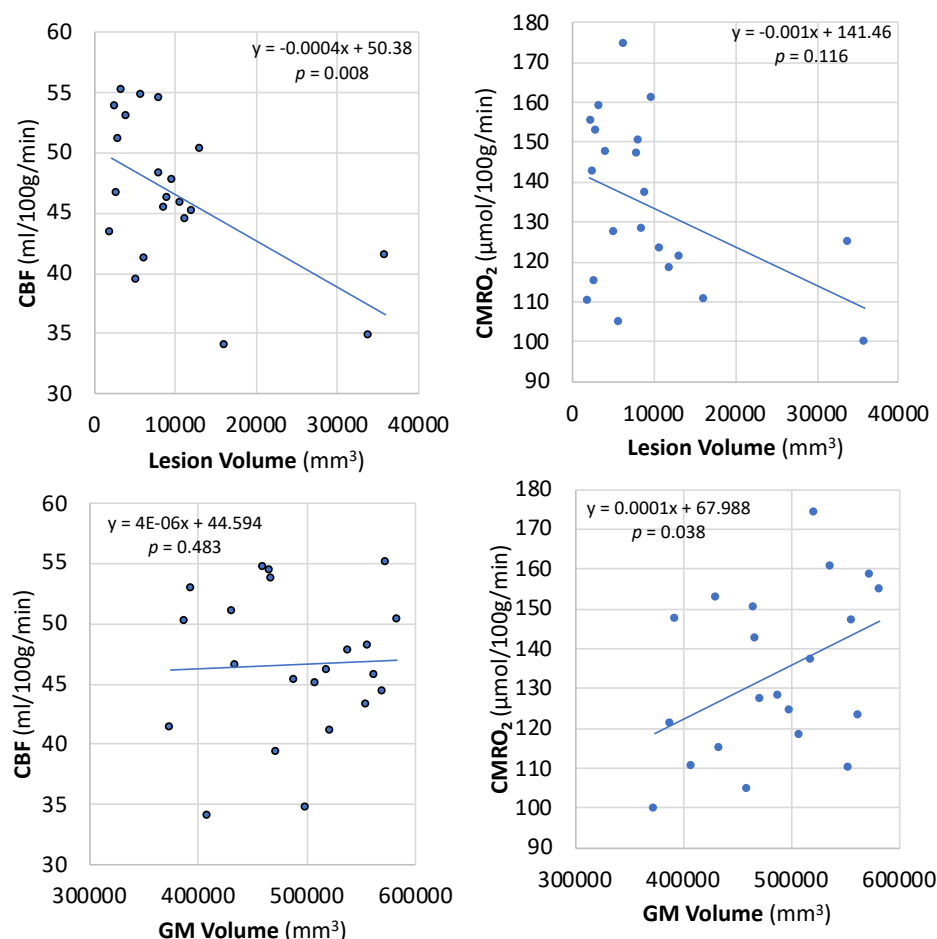 60
55
50
45
40
35
30
CBF (ml/100g/min)
y = -0.0004x + 50.38
p = 0.008
0 10000 20000 30000 40000
Lesion Volume (mm³)
180
170
160
150
140
130
120
110
100
90
CMRO₂ (μmol/100g/min)
y = -0.001x + 141.46
p = 0.116
0 10000 20000 30000 40000
Lesion Volume (mm³)
60
55
50
45
40
35
30
CBF (ml/100g/min)
y = 4E-06x + 44.594
p = 0.483
300000 400000 500000 600000
GM Volume (mm³)
180
170
160
150
140
130
120
110
100
90
CMRO₂ (μmol/100g/min)
y = 0.0001x + 67.988
p = 0.038
300000 400000 500000 600000
GM Volume (mm³)